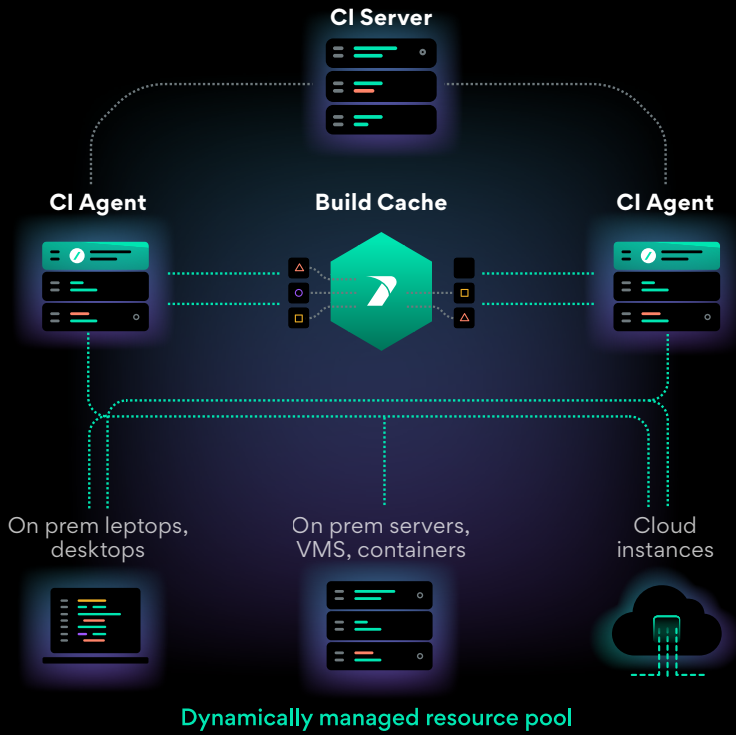 CI Server
CI Agent
Build Cache
CI Agent
On prem leptops,
desktops
On prem servers,
VMS, containers
Cloud
instances
Dynamically managed resource pool